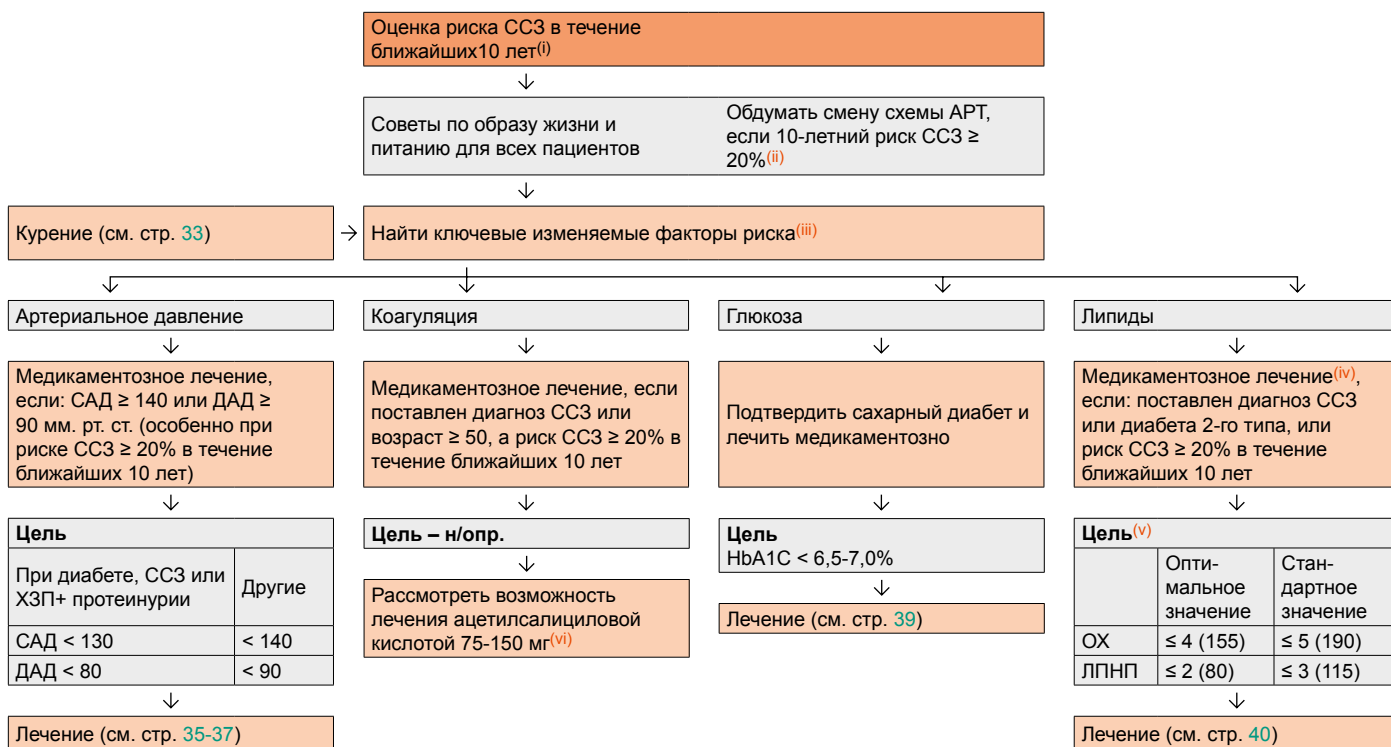 Оценка риска ССЗ в течение
ближайших10 лет(i)
Советы по образу жизни и
питанию для всех пациентов
Обдумать смену схемы АРТ,
если 10-летний риск ССЗ ≥
20%(ii)
Курение (см. стр. 33)
Найти ключевые изменяемые факторы риска(iii)
Артериальное давление
Коагуляция
Глюкоза
Липиды
Медикаментозное лечение,
если: САД ≥ 140 или ДАД ≥
90 мм. рт. ст. (особенно при
риске ССЗ ≥ 20% в течение
ближайших 10 лет)
Медикаментозное лечение, если
поставлен диагноз ССЗ или
возраст ≥ 50, а риск ССЗ ≥ 20% в
течение ближайших 10 лет
Подтвердить сахарный диабет и
лечить медикаментозно
Медикаментозное лечение(iv),
если: поставлен диагноз ССЗ
или диабета 2-го типа, или
риск ССЗ ≥ 20% в течение
ближайших 10 лет
Цель
При диабете, ССЗ или
ХЗП+ протеинурии
Другие
САД < 130
< 140
ДАД < 80
< 90
Лечение (см. стр. 35-37)
Цель – н/опр.
Рассмотреть возможность
лечения ацетилсалициловой
кислотой 75-150 мг(vi)
Цель
HbA1C < 6,5-7,0%
Лечение (см. стр. 39)
Цель(v)
Опти-
мальное
значение
Стан-
дартное
значение
ОХ
≤ 4 (155)
≤ 5 (190)
ЛПНП
≤ 2 (80)
≤ 3 (115)
Лечение (см. стр. 40)